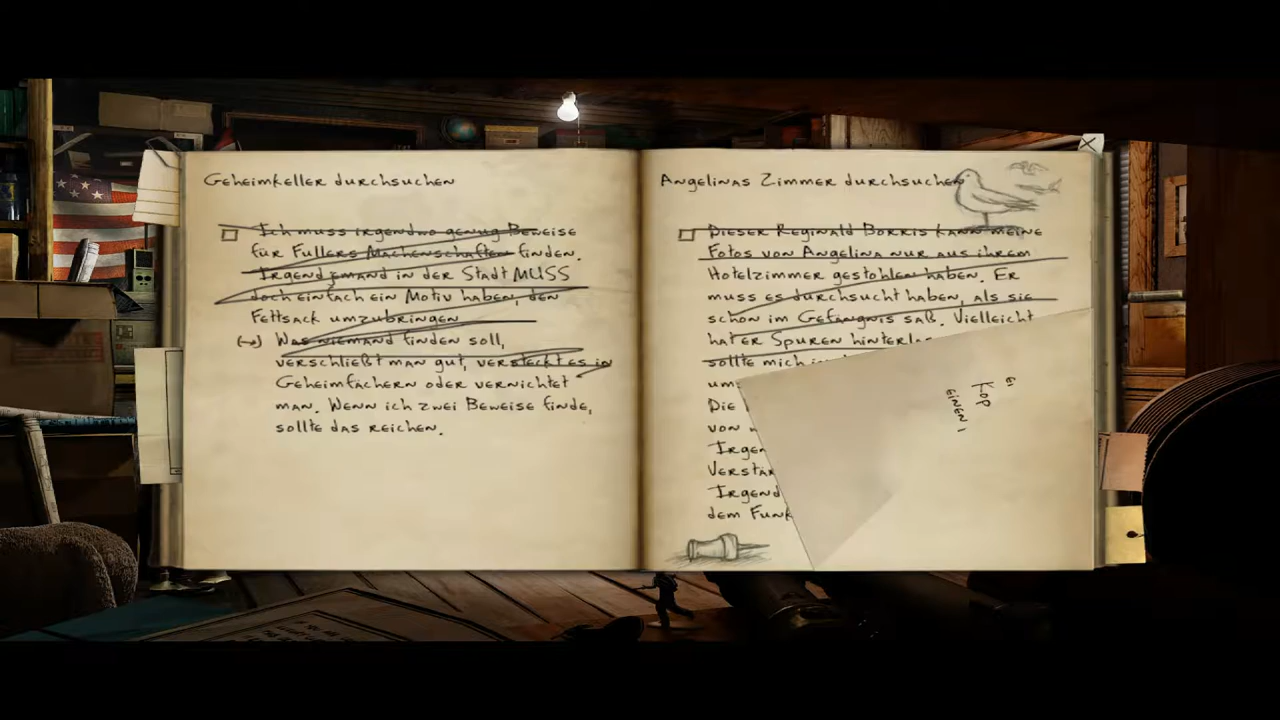 Geheimkeller durchsuchen
Ich muss irgendwo genug Beweise
für Fullers Machenschaften finden.
Irgendjemand in der Stadt MUSS
doch einfach ein Motiv haben, den
Fettsack umzubringen
(→) Was niemand finden soll,
verschließt man gut, versteckt es in
Geheimfächern oder vernichtet
man. Wenn ich zwei Beweise finde,
sollte das reichen.
Angelinas Zimmer durchsuchen
Dieser Reginald Borris kann meine
Fotos von Angelina nur aus ihrem
Hotelzimmer gestohlen haben. Er
muss es durchsucht haben, als sie
schon im Gefängnis saß. Vielleicht
hat er Spuren hinterlas
sollte mich
um
Die
von
Irgen
Verstär
Irgend
dem Funk
Kop
einen